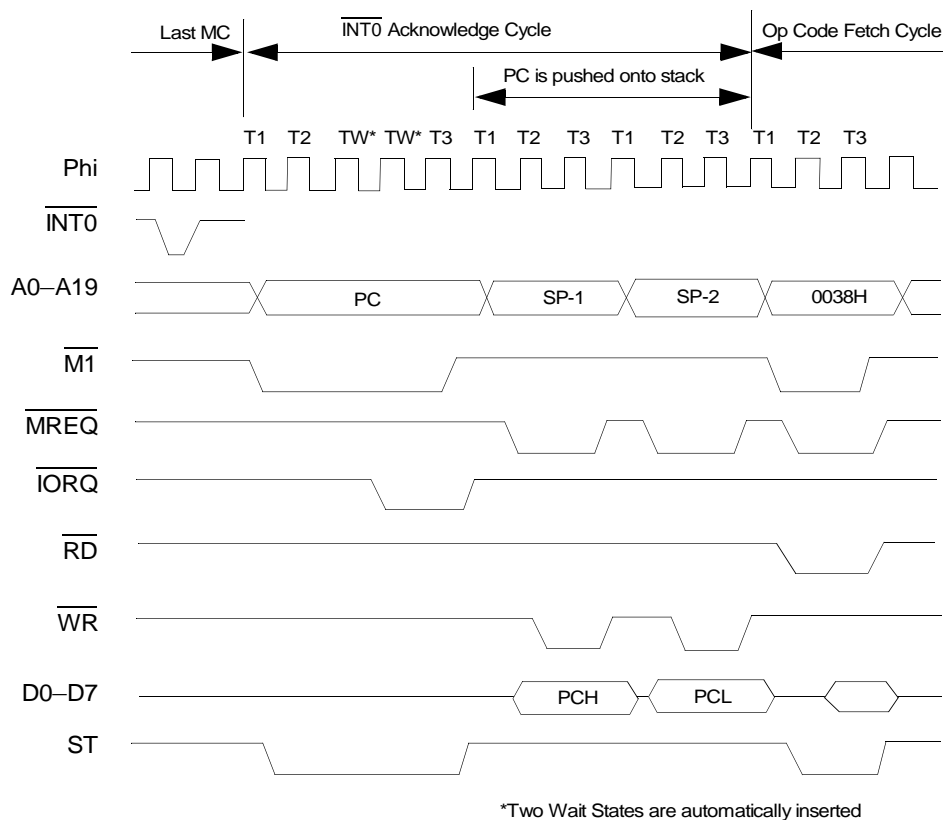 Last MC
INT0 Acknowledge Cycle
Op Code Fetch Cycle
PC is pushed onto stack
T1 T2 TW* TW* T3 T1 T2 T3 T1 T2 T3 T1 T2 T3
Phi
INT0
A0–A19 PC SP-1 SP-2 0038H
M1
MREQ
IORQ
RD
WR
D0–D7 PCH PCL
ST
*Two Wait States are automatically inserted